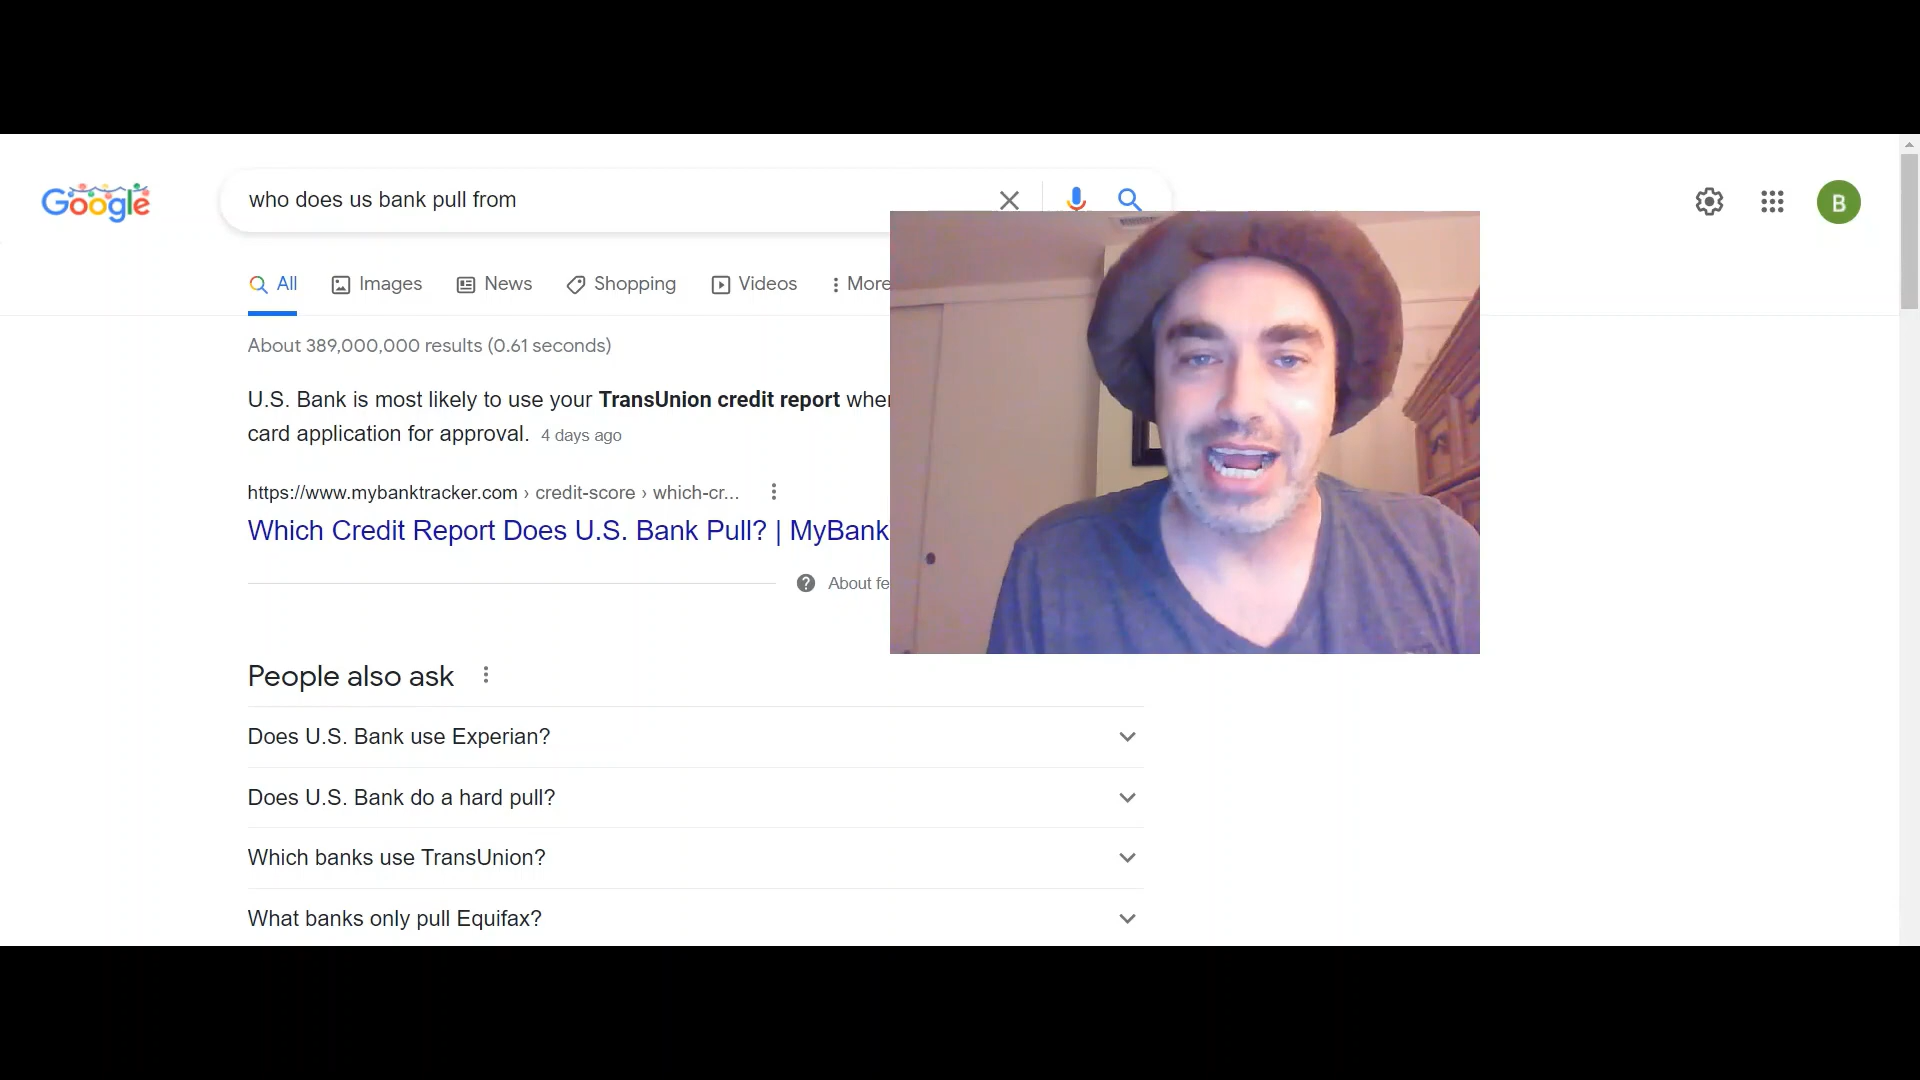 Google
who does us bank pull from
B
All Images News Shopping Videos More
About 389,000,000 results (0.61 seconds)
U.S. Bank is most likely to use your TransUnion credit report
card application for approval. 4 days ago
https://www.mybanktracker.com › credit-score › which-cr...
Which Credit Report Does U.S. Bank Pull? | MyBank
About
People also ask
Does U.S. Bank use Experian?
Does U.S. Bank do a hard pull?
Which banks use TransUnion?
What banks only pull Equifax?